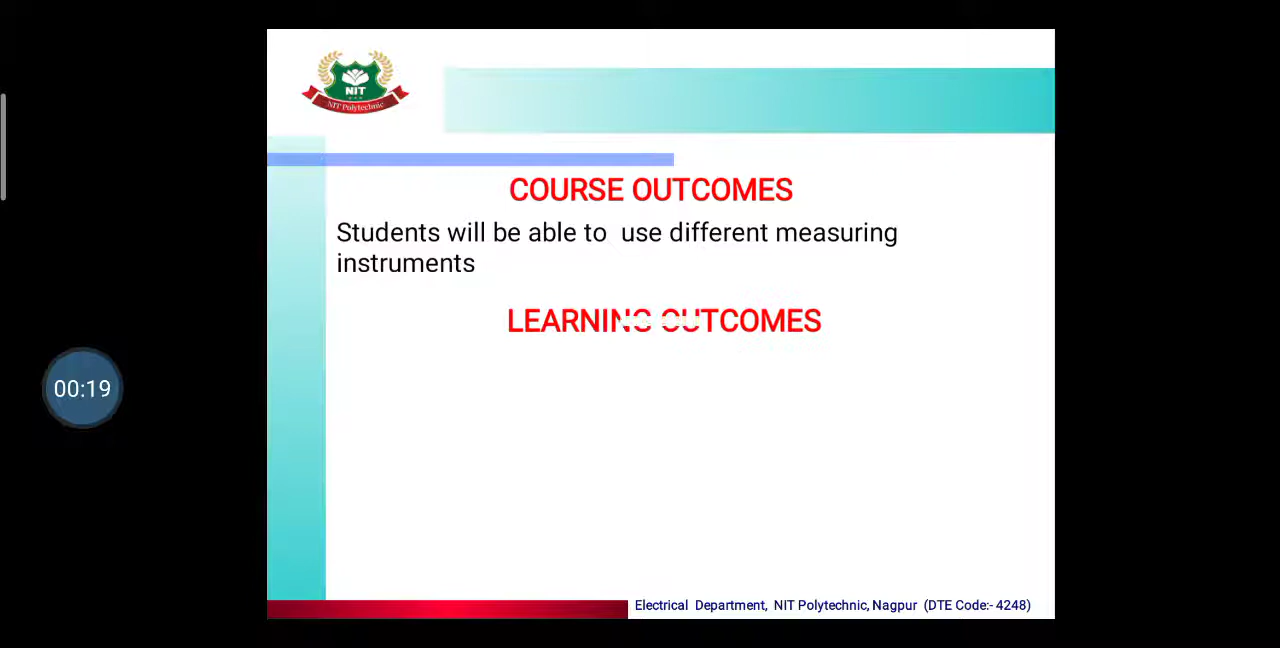 NIT
NIT Polytechnic
COURSE OUTCOMES
Students will be able to  use different measuring
instruments
LEARNING OUTCOMES
00:19
Electrical  Department,  NIT Polytechnic, Nagpur  (DTE Code:- 4248)